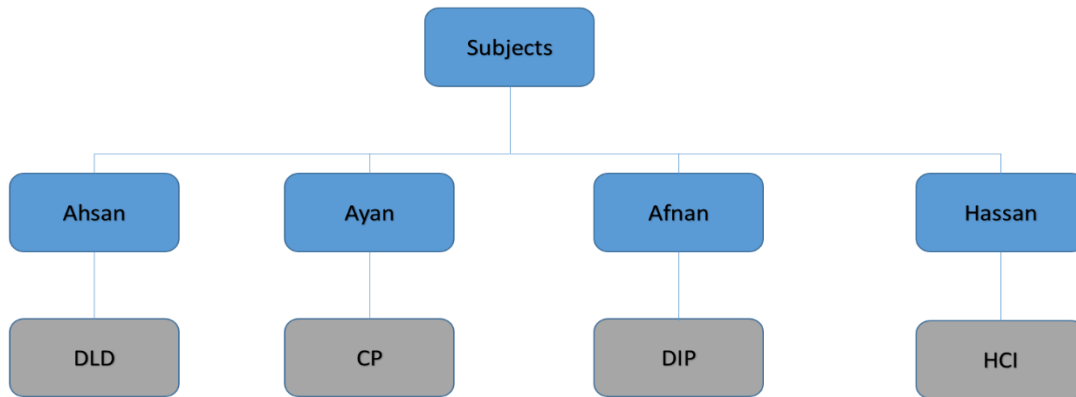 Subjects
Ahsan
Ayan
Afnan
Hassan
DLD
CP
DIP
HCI